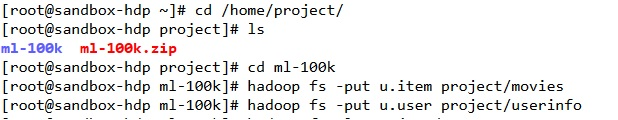 [root@sandbox-hdp ~]# cd /home/project/
[root@sandbox-hdp project]# ls
ml-100k  ml-100k.zip
[root@sandbox-hdp project]# cd ml-100k
[root@sandbox-hdp ml-100k]# hadoop fs -put u.item project/movies
[root@sandbox-hdp ml-100k]# hadoop fs -put u.user project/userinfo